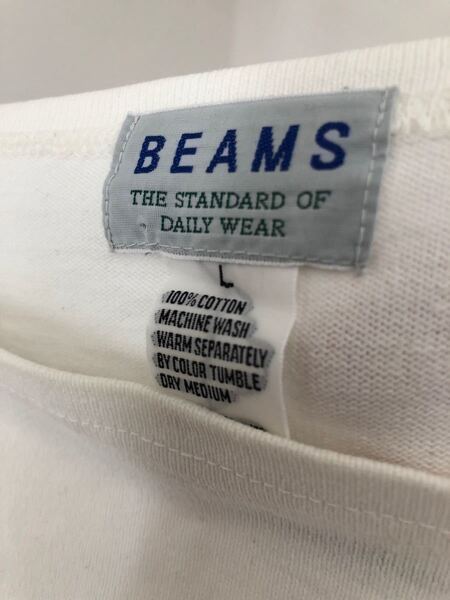 BEAMS
THE STANDARD OF
DAILY WEAR
L
100% COTTON
MACHINE WASH
WARM SEPARATELY
BY COLOR TUMBLE
DRY MEDIUM